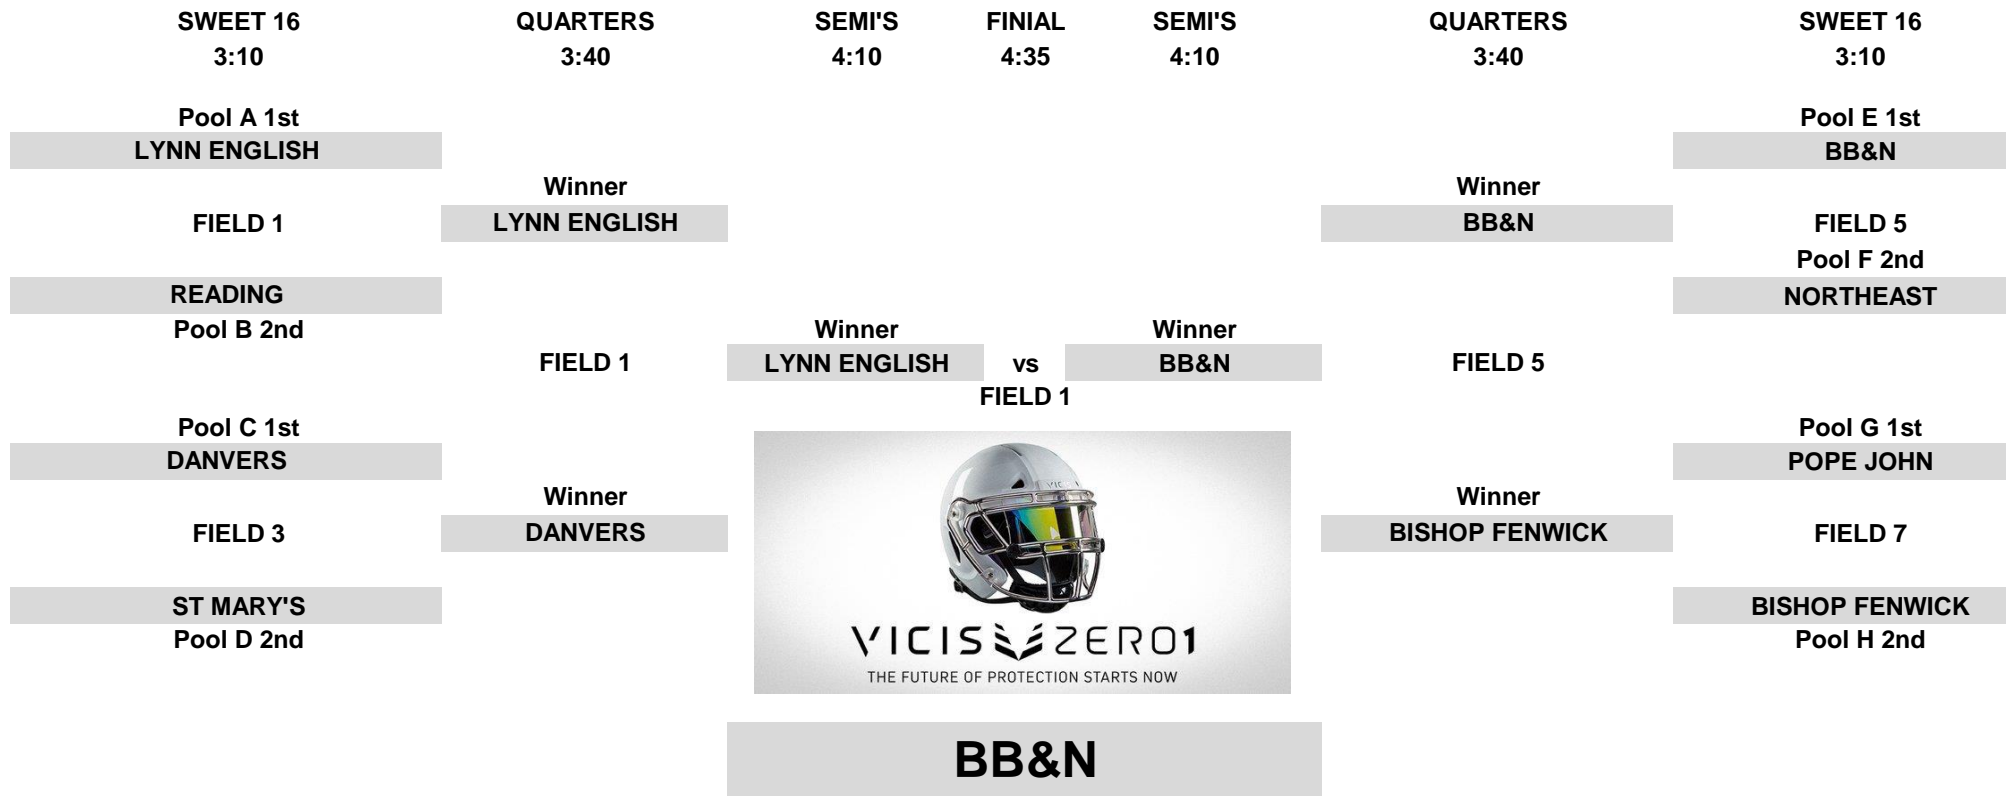 SWEET 16 QUARTERS SEMI'S FINIAL SEMI'S QUARTERS SWEET 16
3:10 3:40 4:10 4:35 4:10 3:40 3:10
Pool A 1st Pool E 1st
LYNN ENGLISH BB&N
Winner Winner
FIELD 1 LYNN ENGLISH BB&N FIELD 5
Pool F 2nd
READING NORTHEAST
Pool B 2nd Winner Winner
FIELD 1 LYNN ENGLISH vs BB&N FIELD 5
FIELD 1
Pool C 1st Pool G 1st
DANVERS POPE JOHN
VICIS
Winner Winner
FIELD 3 DANVERS BISHOP FENWICK FIELD 7
ST MARY'S BISHOP FENWICK
Pool D 2nd VICIS ZERO1 Pool H 2nd
THE FUTURE OF PROTECTION STARTS NOW
BB&N